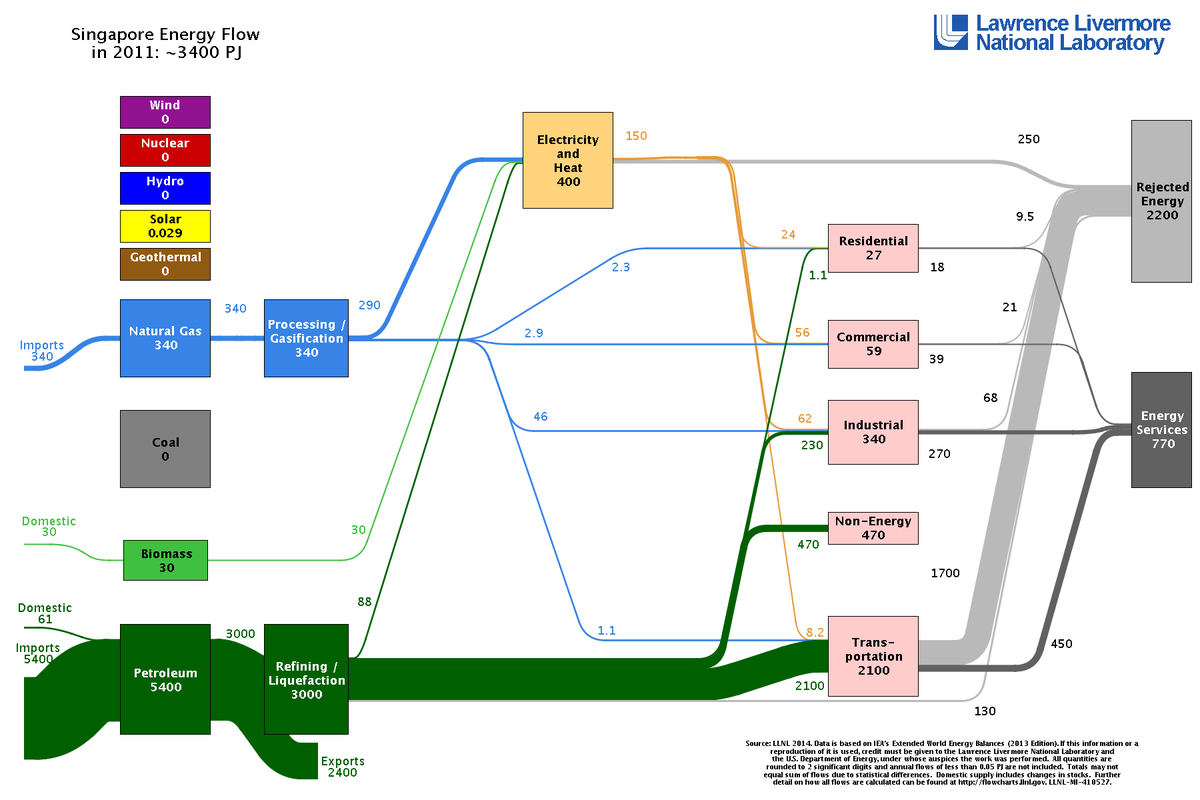 Singapore Energy Flow
in 2011: ~3400 PJ
Lawrence Livermore
National Laboratory
Wind
0
Nuclear
0
Hydro
0
Solar
0.029
Geothermal
0
Imports
340
Natural Gas
340
340
Processing /
Gasification
340
290
Coal
0
Domestic
30
Biomass
30
30
Domestic
61
Imports
5400
Petroleum
5400
3000
Refining /
Liquefaction
3000
88
Exports
2400
Electricity
and
Heat
400
150
2.3
2.9
46
1.1
24
1.1
56
62
230
470
8.2
2100
Residential
27
Commercial
59
Industrial
340
Non-Energy
470
Trans-
portation
2100
250
9.5
18
21
39
68
270
1700
450
130
Rejected
Energy
2200
Energy
Services
770
Source: LLNL 2014. Data is based on IEA's Extended World Energy Balances (2013 Edition). If this information or a
reproduction of it is used, credit must be given to the Lawrence Livermore National Laboratory and
the U.S. Department of Energy, under whose auspices the work was performed. All quantities are
rounded to 2 significant digits and annual flows of less than 0.05 PJ are not included. Totals may not
equal sum of flows due to statistical differences. Domestic supply includes changes in stocks. Further
detail on how all flows are calculated can be found at http://flowcharts.llnl.gov. LLNL-MI-410527.